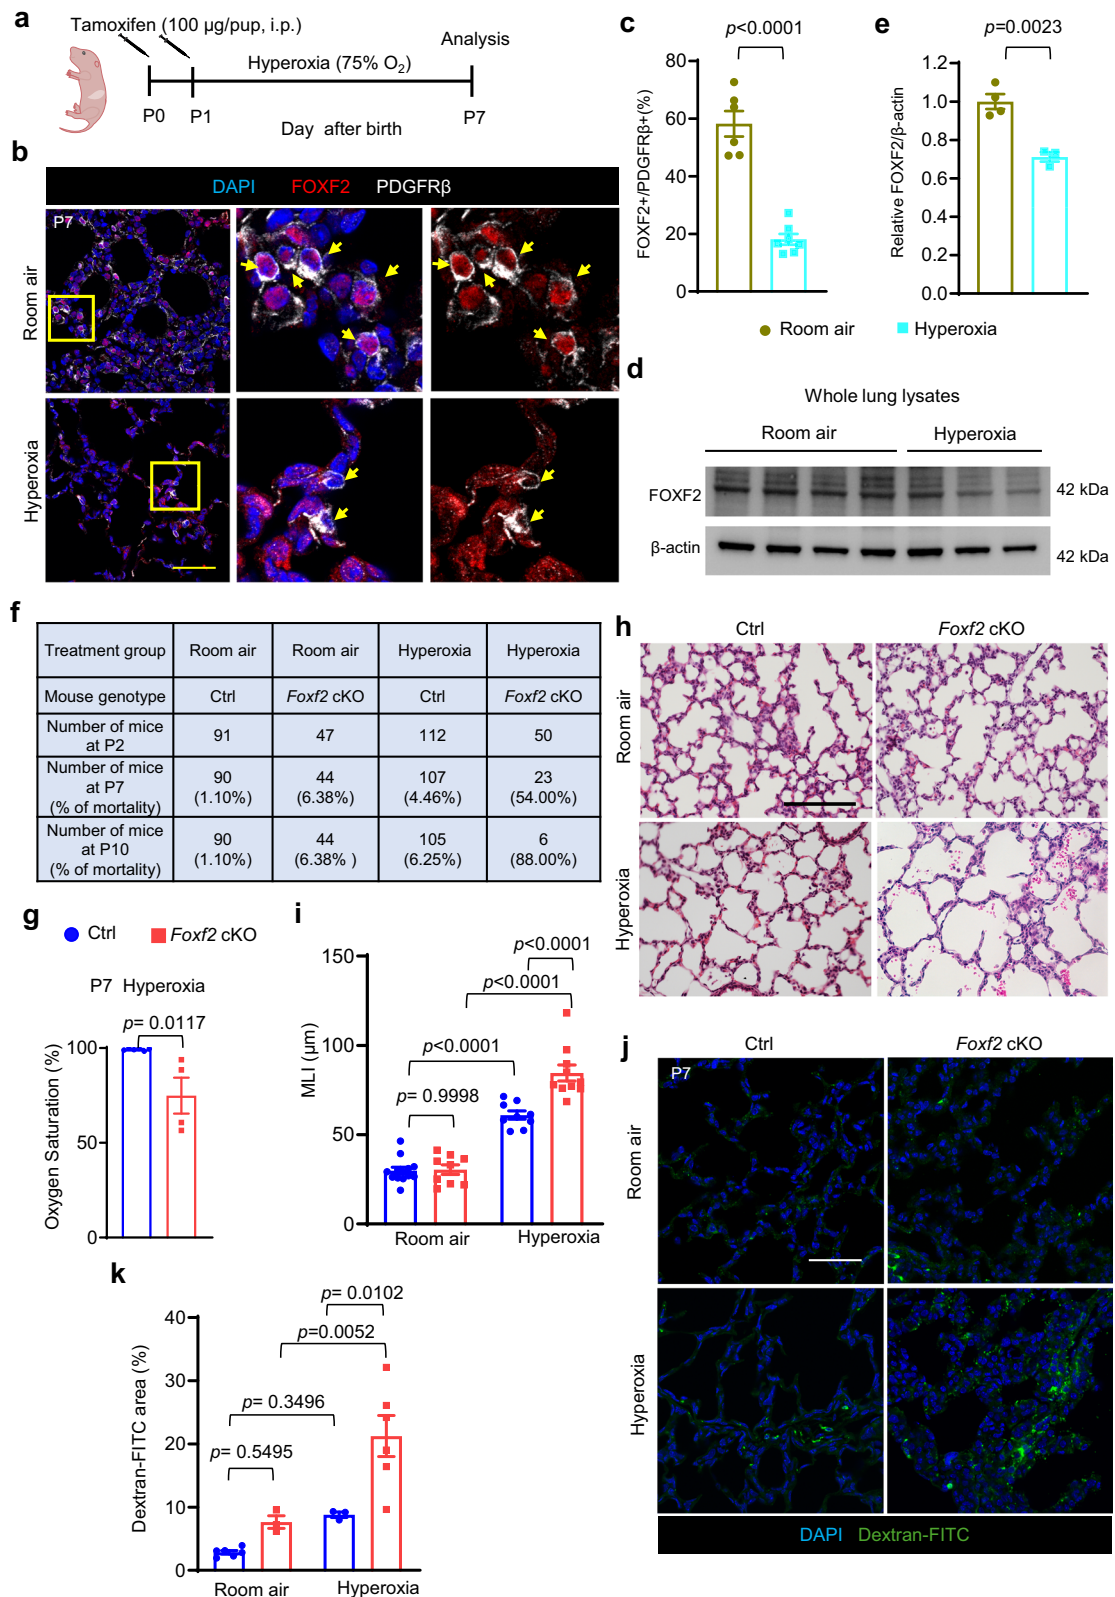 a
Tamoxifen (100 µg/pup, i.p.)
Analysis
Hyperoxia (75% O₂)
P0
P1
P7
Day after birth
b
DAPI FOXF2 PDGFRβ
P7
Room air
Hyperoxia
c
p<0.0001
FOXF2+/PDGFRβ+(%)
80
60
40
20
0
e
p=0.0023
Relative FOXF2/β-actin
1.2
1.0
0.8
0.6
0.4
0.2
0.0
Room air
Hyperoxia
d
Whole lung lysates
Room air
Hyperoxia
FOXF2
42 kDa
β-actin
42 kDa
f
Treatment group
Room air
Room air
Hyperoxia
Hyperoxia
Mouse genotype
Ctrl
Foxf2 cKO
Ctrl
Foxf2 cKO
Number of mice
at P2
91
47
112
50
Number of mice
at P7
(% of mortality)
90
(1.10%)
44
(6.38%)
107
(4.46%)
23
(54.00%)
Number of mice
at P10
(% of mortality)
90
(1.10%)
44
(6.38% )
105
(6.25%)
6
(88.00%)
g
Ctrl
Foxf2 cKO
P7 Hyperoxia
p= 0.0117
Oxygen Saturation (%)
100
50
0
h
Ctrl
Foxf2 cKO
Room air
Hyperoxia
i
p<0.0001
p<0.0001
p<0.0001
p= 0.9998
MLI (µm)
150
100
50
0
Room air
Hyperoxia
j
Ctrl
Foxf2 cKO
P7
Room air
Hyperoxia
DAPI Dextran-FITC
k
p= 0.0102
p=0.0052
p= 0.3496
p= 0.5495
Dextran-FITC area (%)
40
30
20
10
0
Room air
Hyperoxia